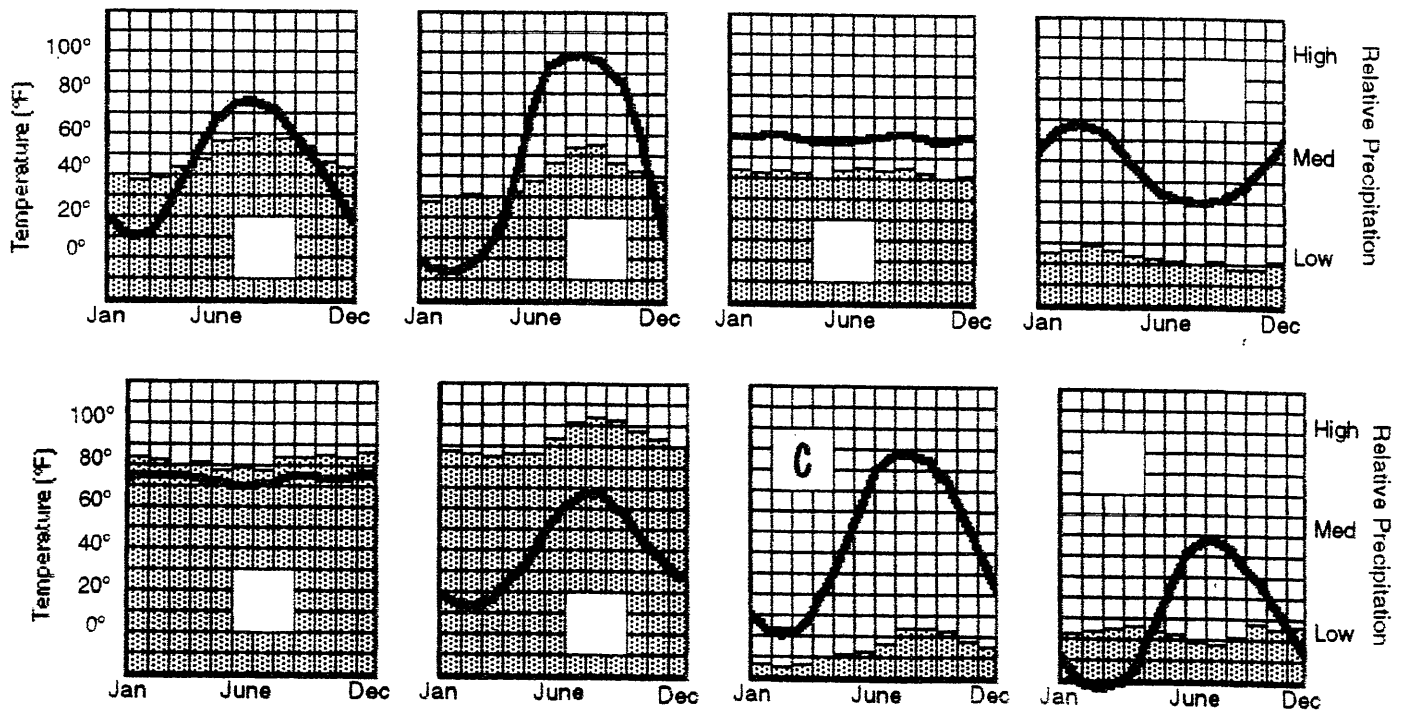 100°
80°
60°
40°
20°
0°
Temperature (°F)
Jan June Dec
Jan June Dec
Jan June Dec
Jan June Dec
High
Med
Low
Relative Precipitation
100°
80°
60°
40°
20°
0°
Temperature (°F)
Jan June Dec
Jan June Dec
C
Jan June Dec
Jan June Dec
High
Med
Low
Relative Precipitation